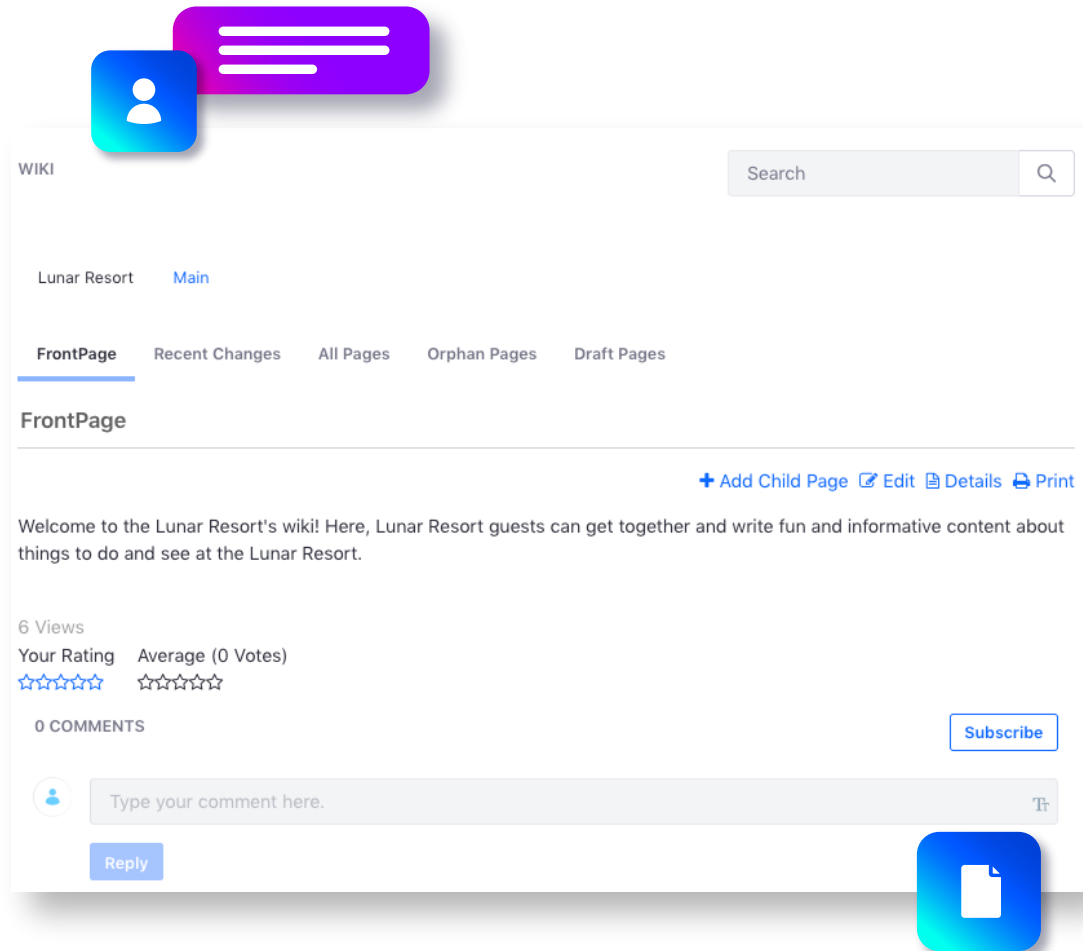 WIKI
Search
Lunar Resort Main
FrontPage Recent Changes All Pages Orphan Pages Draft Pages
FrontPage
Add Child Page Edit Details Print
Welcome to the Lunar Resort's wiki! Here, Lunar Resort guests can get together and write fun and informative content about
things to do and see at the Lunar Resort.
6 Views
Your Rating Average (0 Votes)
0 COMMENTS
Subscribe
Type your comment here.
Reply